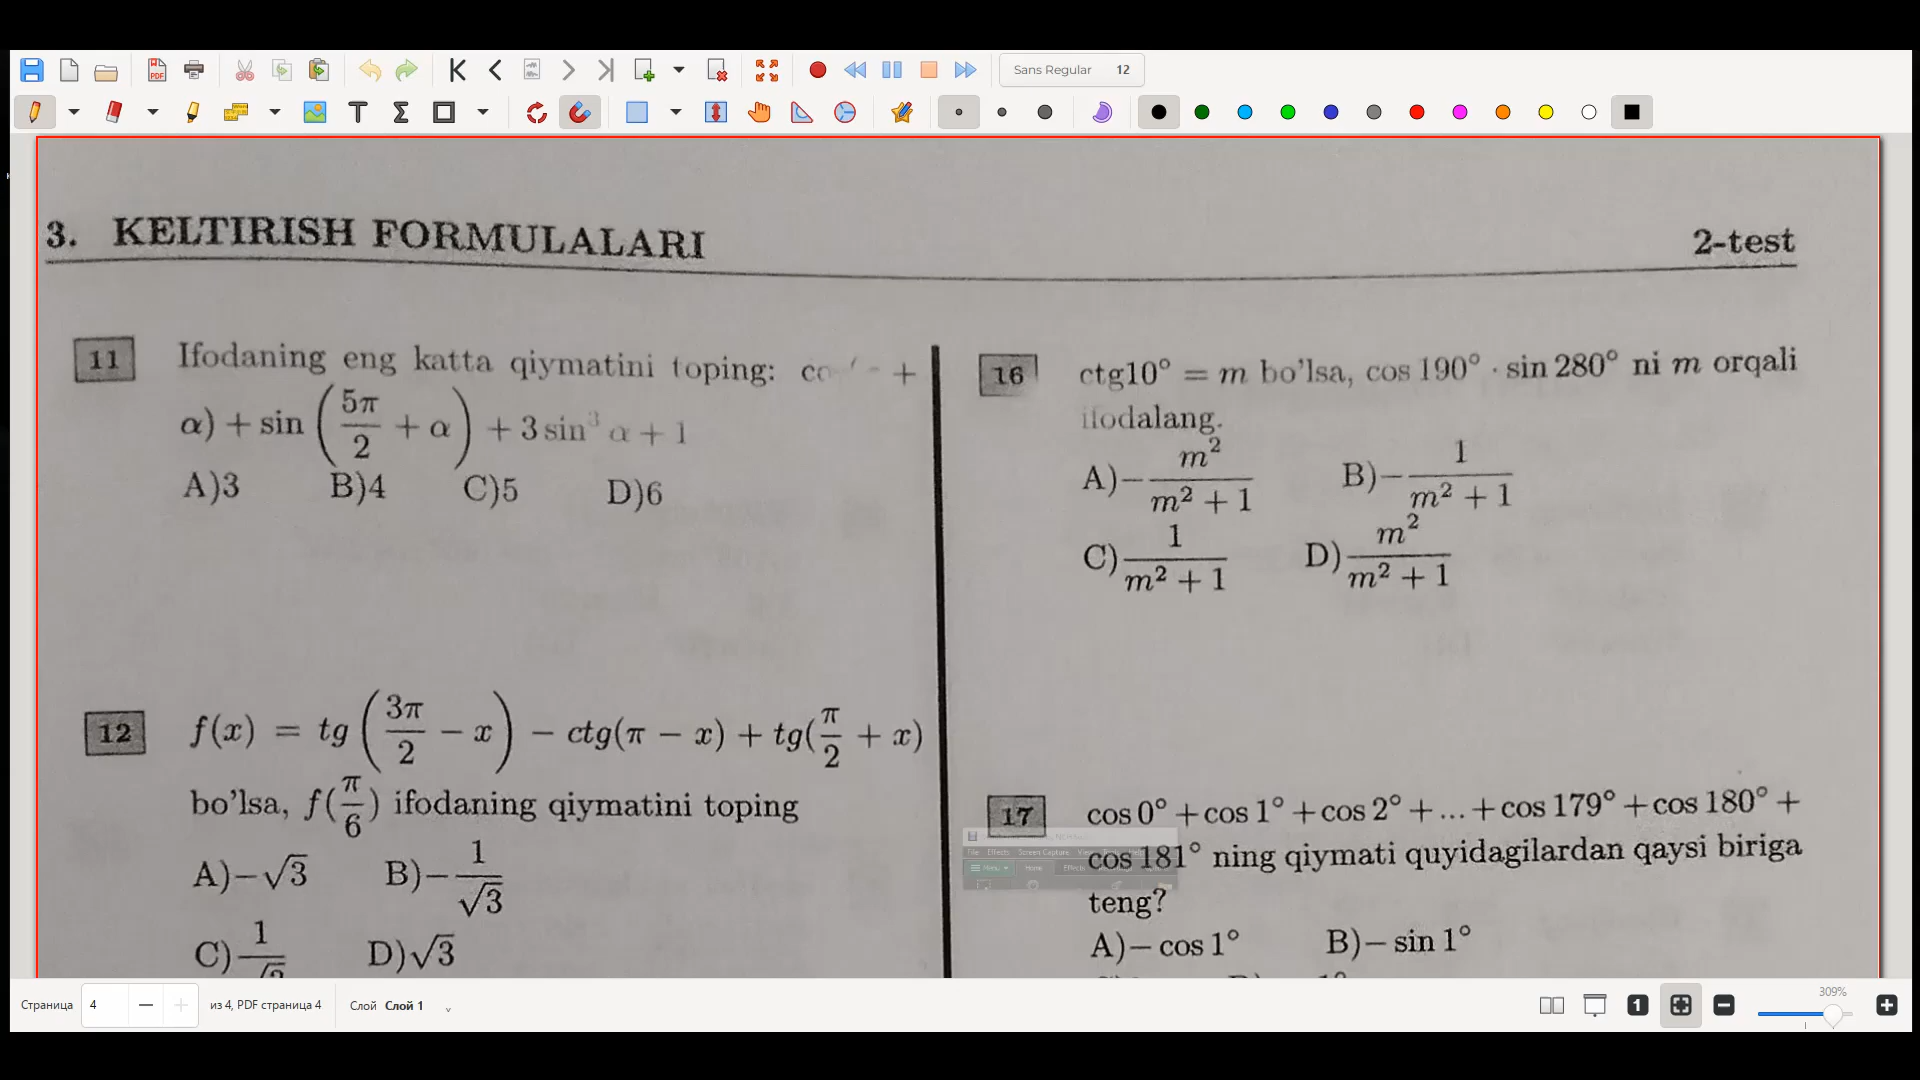 Sans Regular 12
3. KELTIRISH FORMULALARI
2-test
11 Ifodaning eng katta qiymatini toping: +
α) + sin (5π/2 + α) + 3 sin³ α + 1
A)3 B)4 C)5 D)6
12 f(x) = tg (3π/2 − x) − ctg(π − x) + tg(π/2 + x)
bo'lsa, f(π/6) ifodaning qiymatini toping
A)−√3 B)−1/√3
C)1/√3 D)√3
16 ctg10° = m bo'lsa, cos 190° · sin 280° ni m orqali
ifodalang.
A)−m²/(m² + 1) B)−1/(m² + 1)
C)1/(m² + 1) D)m²/(m² + 1)
17 cos 0° + cos 1° + cos 2° + ... + cos 179° + cos 180° +
cos 181° ning qiymati quyidagilardan qaysi biriga
teng?
A)− cos 1° B)− sin 1°
Страница 4 из 4, PDF страница 4 Слой Слой 1 309%